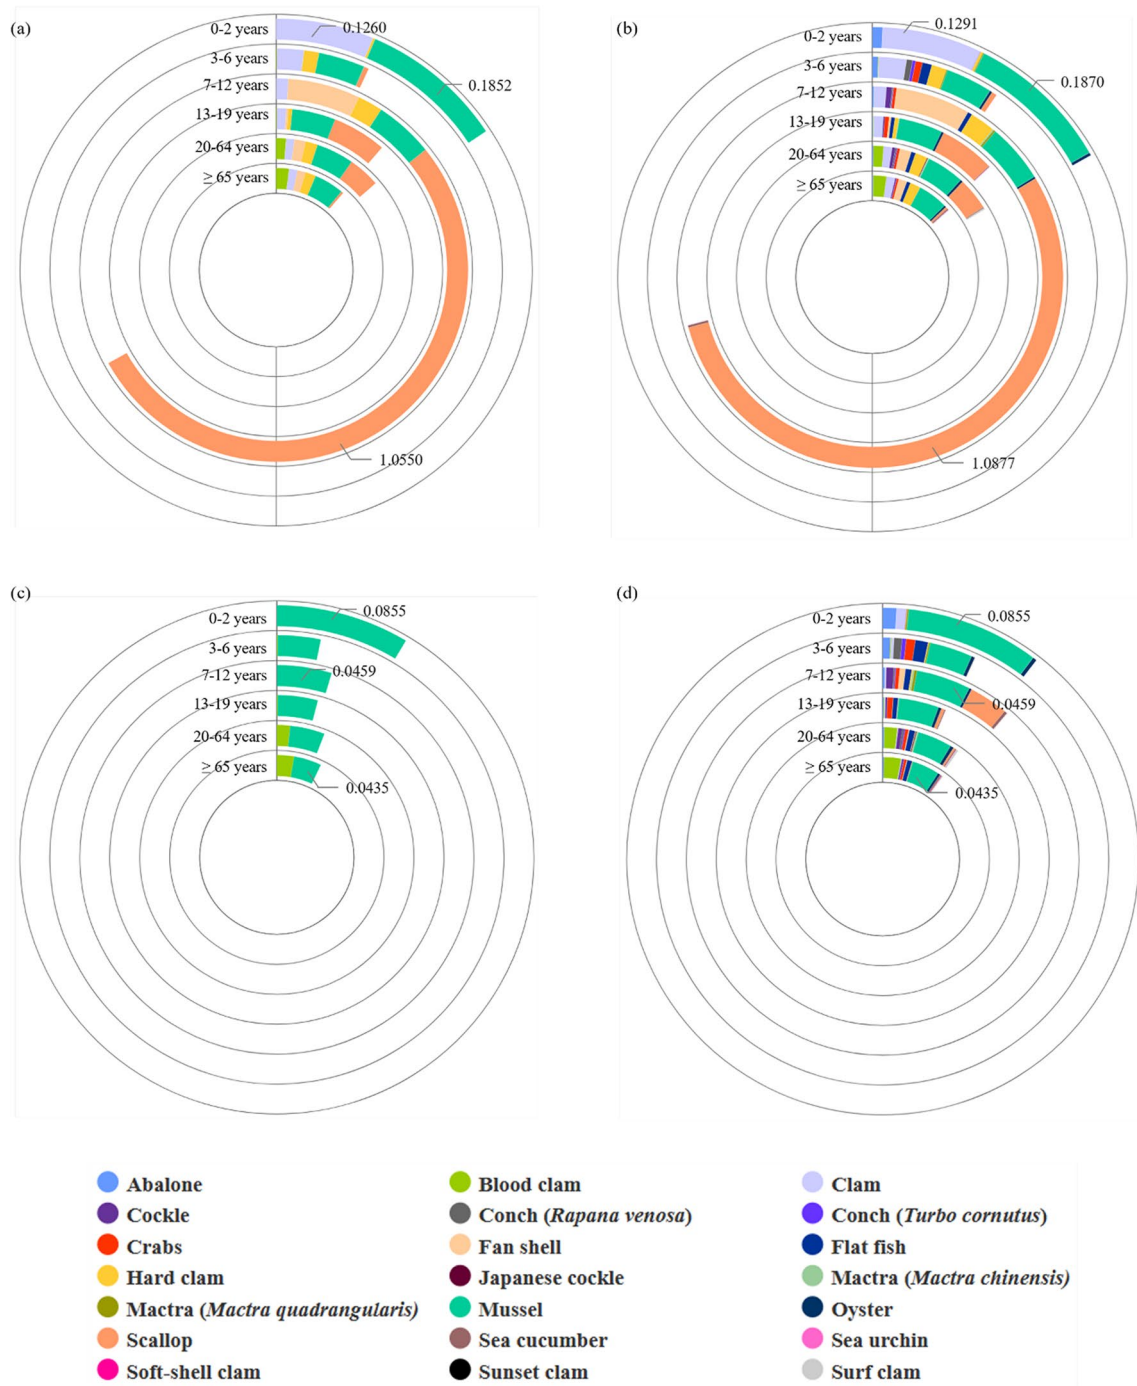 (a)
0-2 years
0.1260
3-6 years
7-12 years
0.1852
13-19 years
20-64 years
≥ 65 years
1.0550
(b)
0-2 years
0.1291
3-6 years
7-12 years
0.1870
13-19 years
20-64 years
≥ 65 years
1.0877
(c)
0-2 years
0.0855
3-6 years
7-12 years
0.0459
13-19 years
20-64 years
≥ 65 years
0.0435
(d)
0-2 years
0.0855
3-6 years
7-12 years
0.0459
13-19 years
20-64 years
≥ 65 years
0.0435
Abalone
Blood clam
Clam
Cockle
Conch (Rapana venosa)
Conch (Turbo cornutus)
Crabs
Fan shell
Flat fish
Hard clam
Japanese cockle
Mactra (Mactra chinensis)
Mactra (Mactra quadrangularis)
Mussel
Oyster
Scallop
Sea cucumber
Sea urchin
Soft-shell clam
Sunset clam
Surf clam